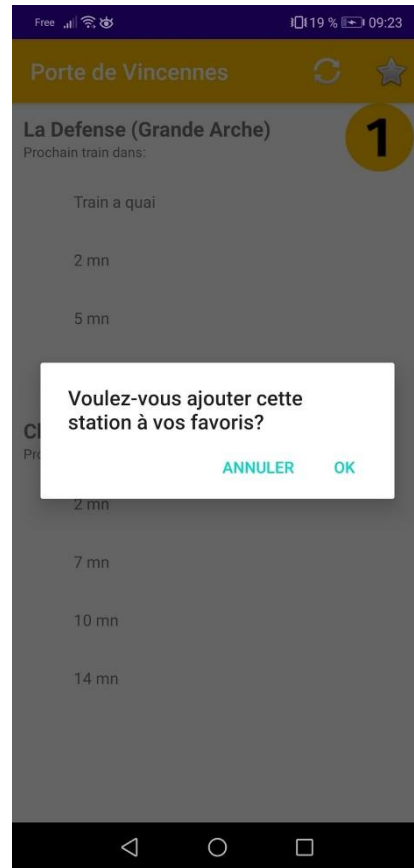 Free 19 % 09:23
Porte de Vincennes
La Defense (Grande Arche)
1
Prochain train dans:
Train a quai
2 mn
5 mn
Voulez-vous ajouter cette
station à vos favoris?
ANNULER OK
2 mn
7 mn
10 mn
14 mn